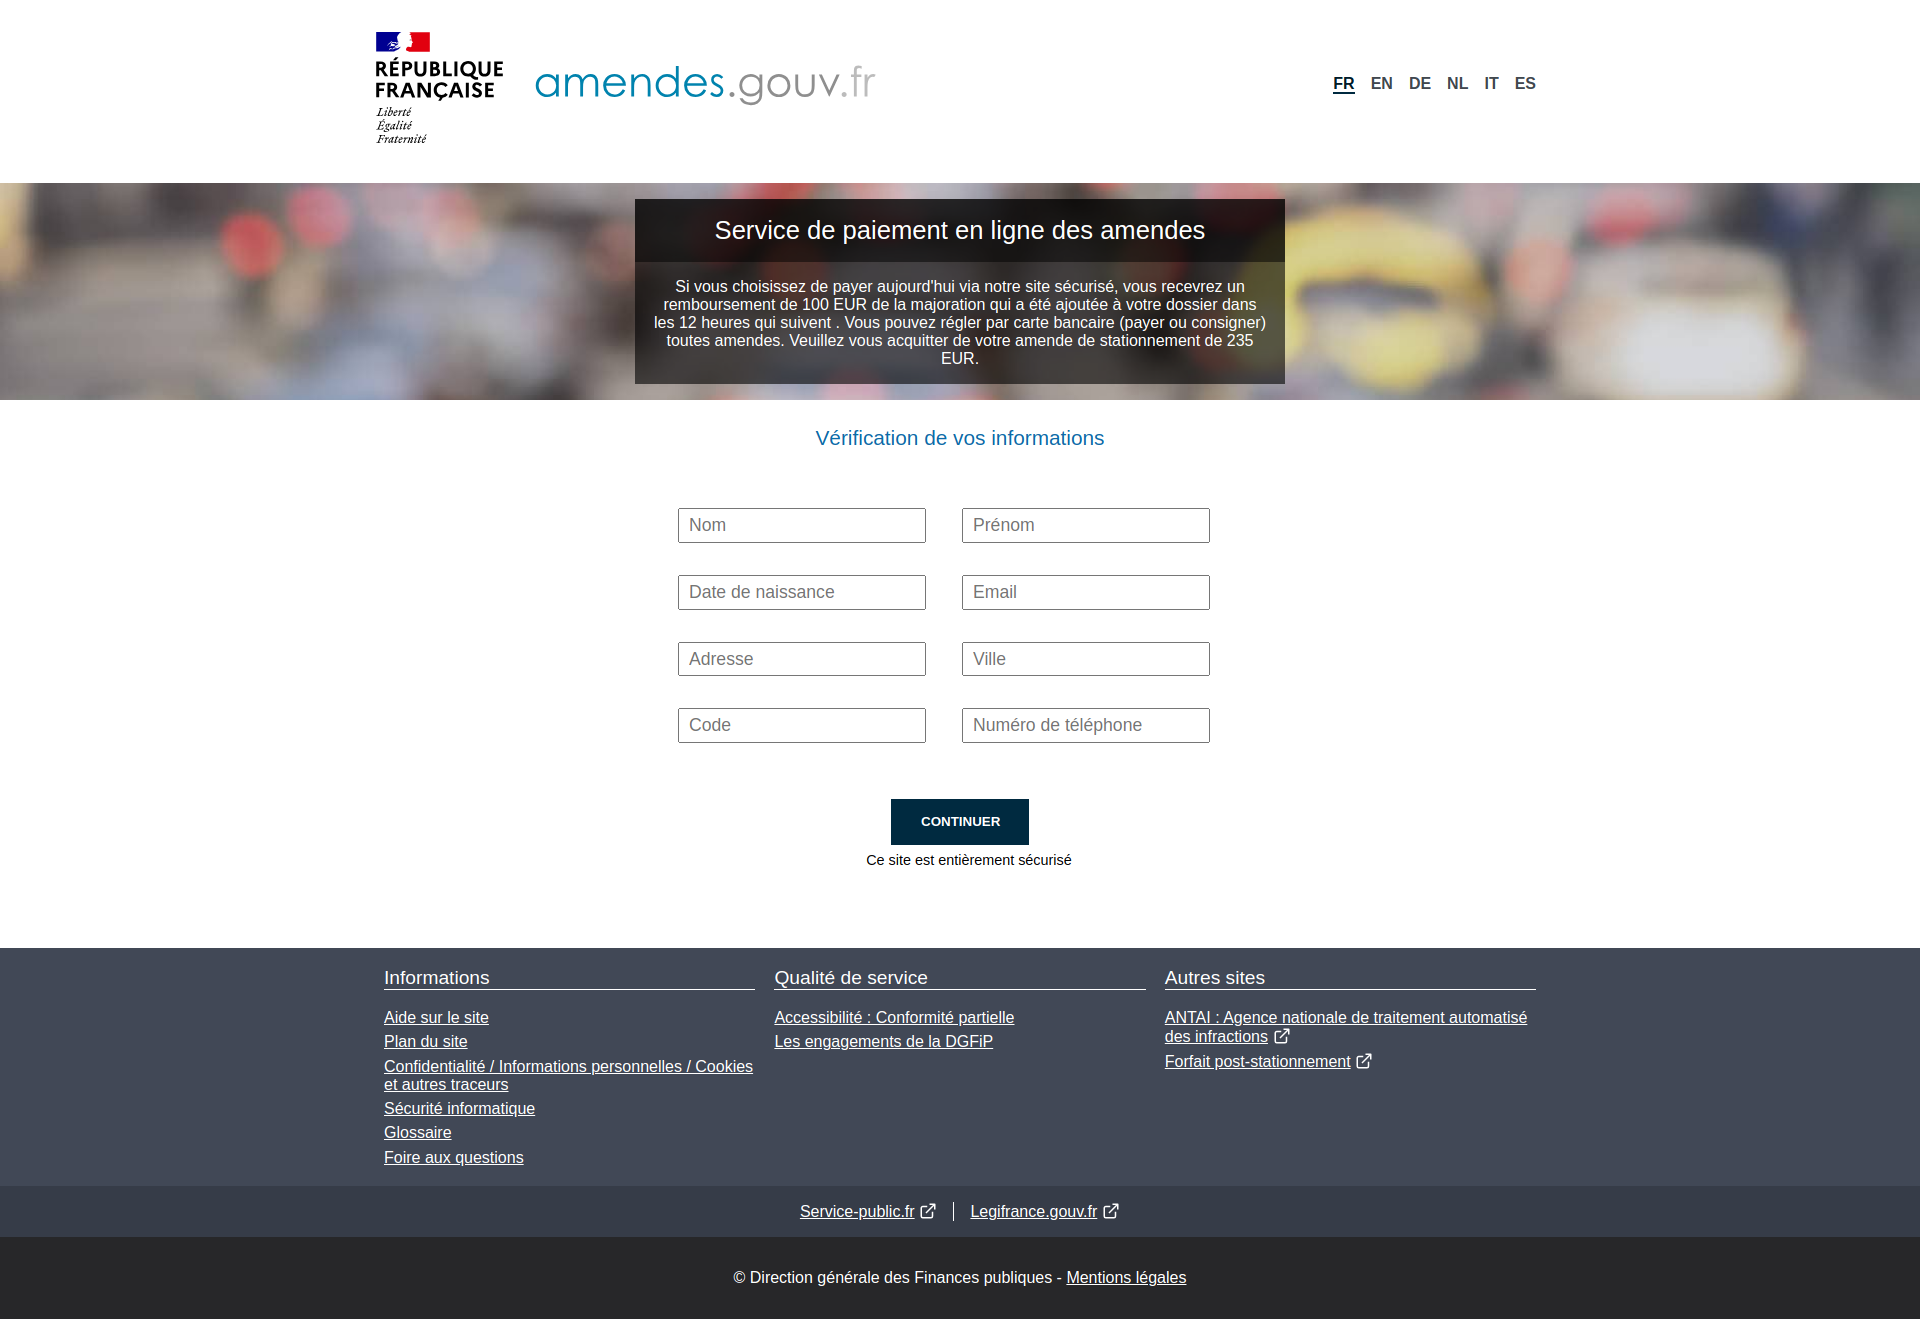 RÉPUBLIQUE
FRANÇAISE
Liberté
Égalité
Fraternité
amendes.gouv.fr
FR EN DE NL IT ES
Service de paiement en ligne des amendes
Si vous choisissez de payer aujourd'hui via notre site sécurisé, vous recevrez un
remboursement de 100 EUR de la majoration qui a été ajoutée à votre dossier dans
les 12 heures qui suivent . Vous pouvez régler par carte bancaire (payer ou consigner)
toutes amendes. Veuillez vous acquitter de votre amende de stationnement de 235
EUR.
Vérification de vos informations
Nom
Prénom
Date de naissance
Email
Adresse
Ville
Code
Numéro de téléphone
CONTINUER
Ce site est entièrement sécurisé
Informations
Aide sur le site
Plan du site
Confidentialité / Informations personnelles / Cookies
et autres traceurs
Sécurité informatique
Glossaire
Foire aux questions
Qualité de service
Accessibilité : Conformité partielle
Les engagements de la DGFiP
Autres sites
ANTAI : Agence nationale de traitement automatisé
des infractions
Forfait post-stationnement
Service-public.fr
Legifrance.gouv.fr
© Direction générale des Finances publiques - Mentions légales